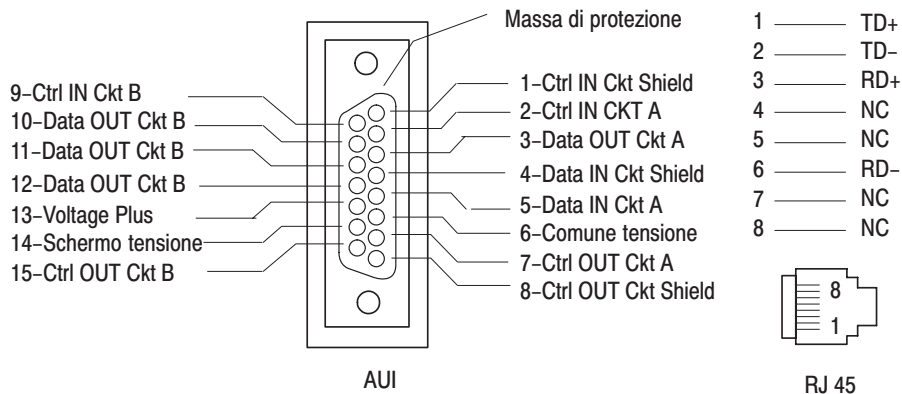 Massa di protezione
9–Ctrl IN Ckt B
10–Data OUT Ckt B
11–Data OUT Ckt B
12–Data OUT Ckt B
13–Voltage Plus
14–Schermo tensione
15–Ctrl OUT Ckt B
1–Ctrl IN Ckt Shield
2–Ctrl IN CKT A
3–Data OUT Ckt A
4–Data IN Ckt Shield
5–Data IN Ckt A
6–Comune tensione
7–Ctrl OUT Ckt A
8–Ctrl OUT Ckt Shield
AUI
1 TD+
2 TD–
3 RD+
4 NC
5 NC
6 RD–
7 NC
8 NC
8
1
RJ 45